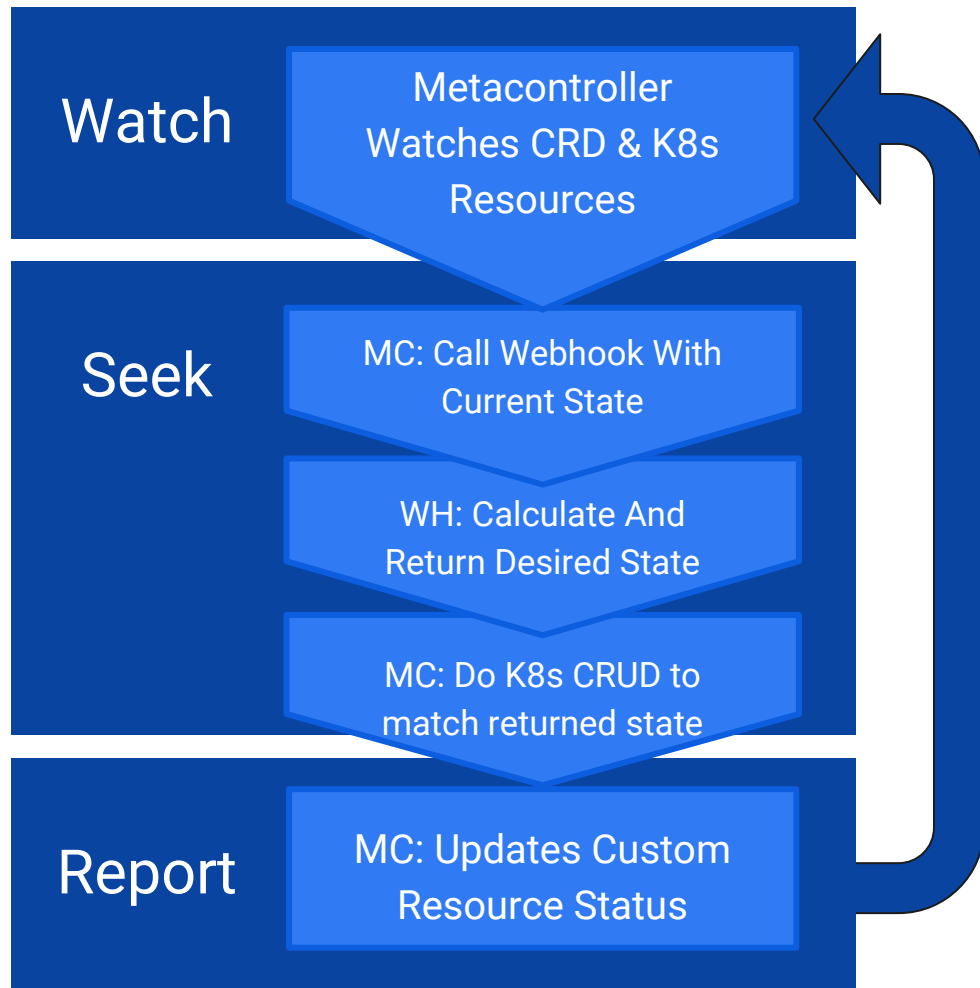 Watch
Metacontroller
Watches CRD & K8s
Resources
Seek
MC: Call Webhook With
Current State
WH: Calculate And
Return Desired State
MC: Do K8s CRUD to
match returned state
Report
MC: Updates Custom
Resource Status